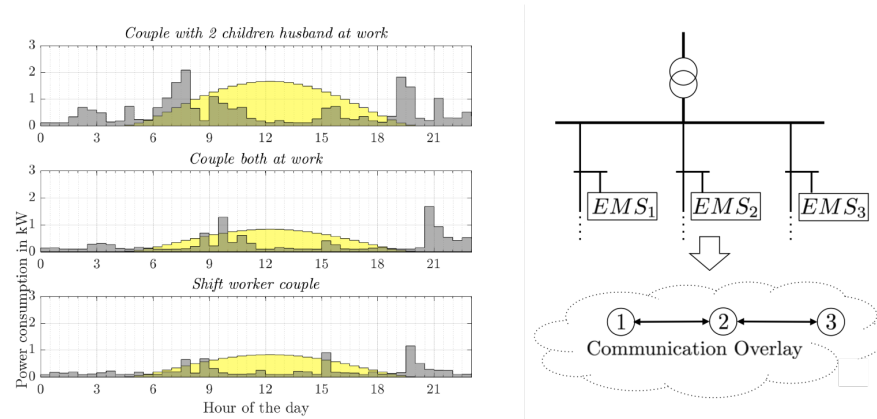 Couple with 2 children husband at work
3
2
1
0
0 3 6 9 12 15 18 21
Couple both at work
3
2
1
0
0 3 6 9 12 15 18 21
Shift worker couple
3
2
1
0
0 3 6 9 12 15 18 21
Hour of the day
Power consumption in kW
EMS1 EMS2 EMS3
1 2 3
Communication Overlay